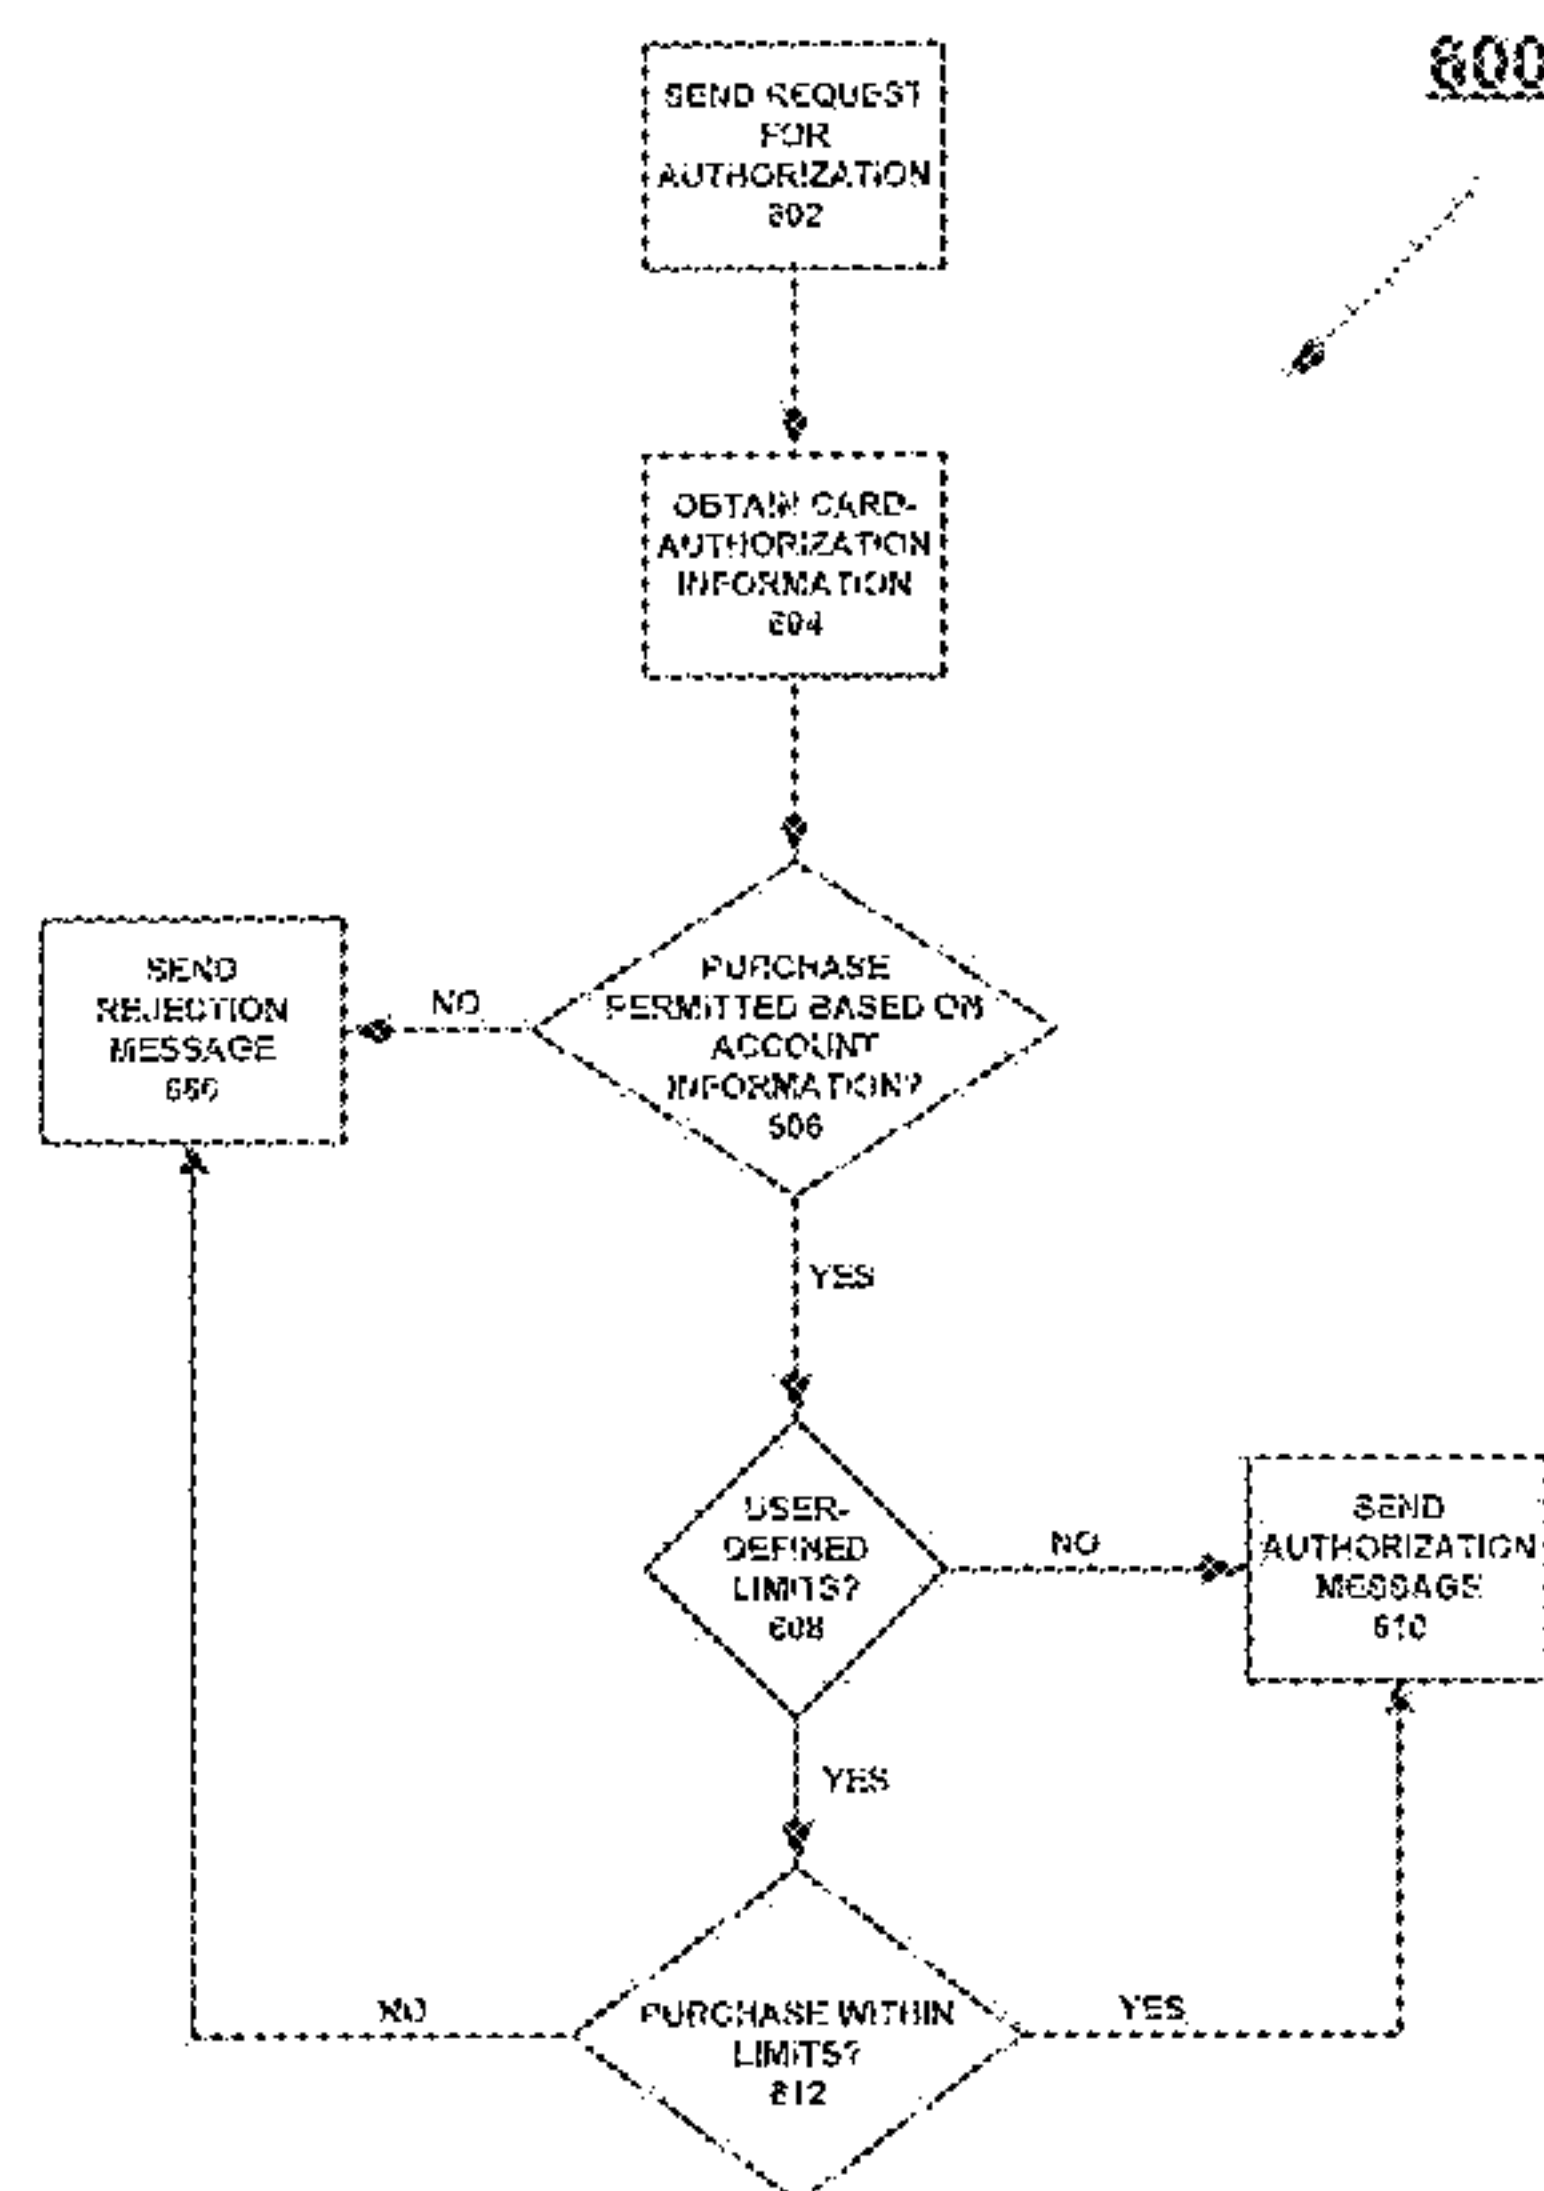 600
SEND REQUEST
FOR
AUTHORIZATION
602
OBTAIN CARD-
AUTHORIZATION
INFORMATION
604
PURCHASE
PERMITTED BASED ON
ACCOUNT
INFORMATION?
606
NO
SEND
REJECTION
MESSAGE
YES
USER-
DEFINED
LIMITS?
608
NO
SEND
AUTHORIZATION
MESSAGE
610
YES
PURCHASE WITHIN
LIMITS?
612
NO
YES